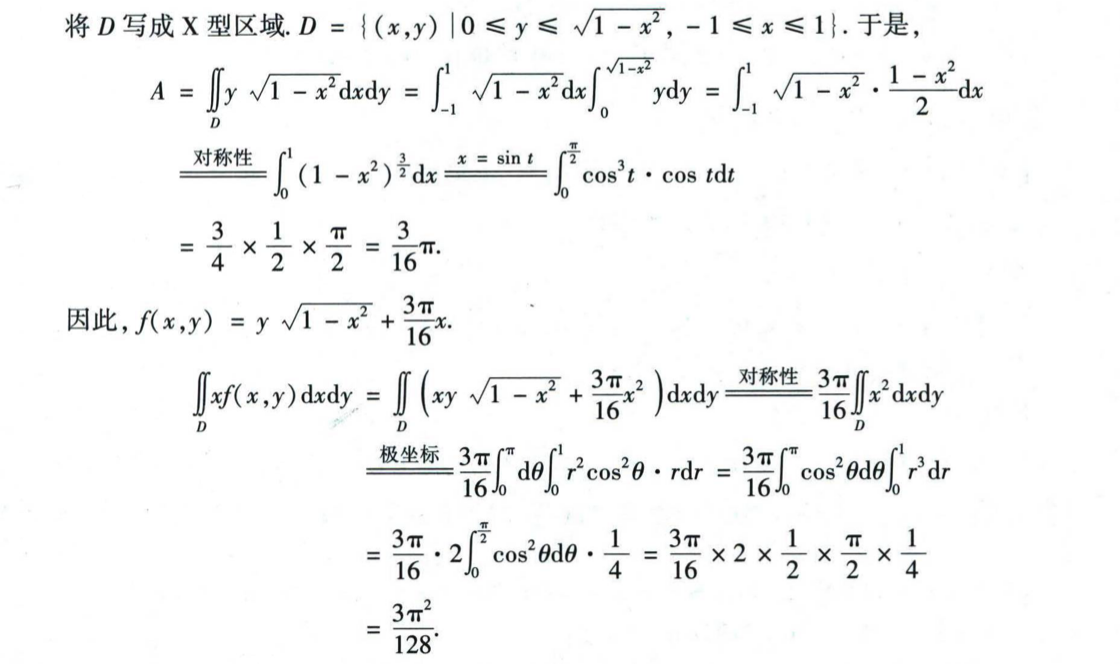 将 D 写成 X 型区域. D = {(x,y) |0 ≤ y ≤ √(1 − x²), − 1 ≤ x ≤ 1}. 于是,
A = ∬_D y √(1 − x²) dxdy = ∫_{-1}^{1} √(1 − x²) dx ∫_0^{√(1−x²)} ydy = ∫_{-1}^{1} √(1 − x²) · (1 − x²)/2 dx
=(对称性)= ∫_0^1 (1 − x²)^{3/2} dx =(x = sin t)= ∫_0^{π/2} cos³t · cos tdt
= 3/4 × 1/2 × π/2 = 3/16 π.
因此, f(x,y) = y √(1 − x²) + 3π/16 x.
∬_D xf(x,y)dxdy = ∬_D (xy √(1 − x²) + 3π/16 x²)dxdy =(对称性)= 3π/16 ∬_D x²dxdy
=(极坐标)= 3π/16 ∫_0^π dθ ∫_0^1 r²cos²θ · rdr = 3π/16 ∫_0^π cos²θdθ ∫_0^1 r³dr
= 3π/16 · 2∫_0^{π/2} cos²θdθ · 1/4 = 3π/16 × 2 × 1/2 × π/2 × 1/4
= 3π²/128.